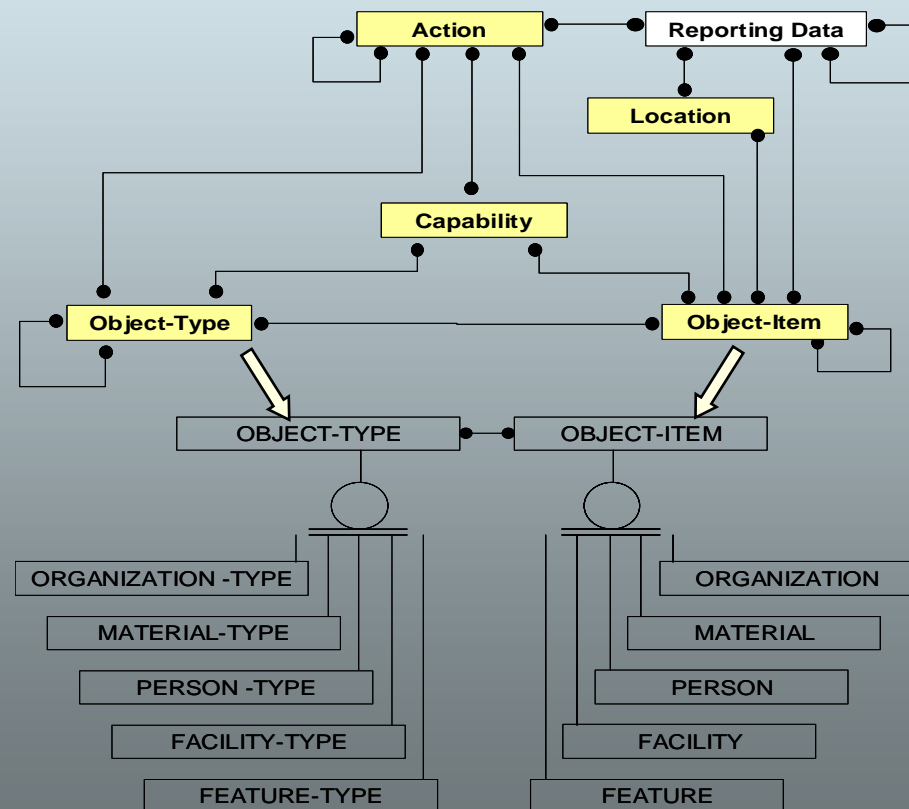 Action
Reporting Data
Location
Capability
Object-Type
Object-Item
OBJECT-TYPE
OBJECT-ITEM
ORGANIZATION -TYPE
ORGANIZATION
MATERIAL-TYPE
MATERIAL
PERSON -TYPE
PERSON
FACILITY-TYPE
FACILITY
FEATURE-TYPE
FEATURE